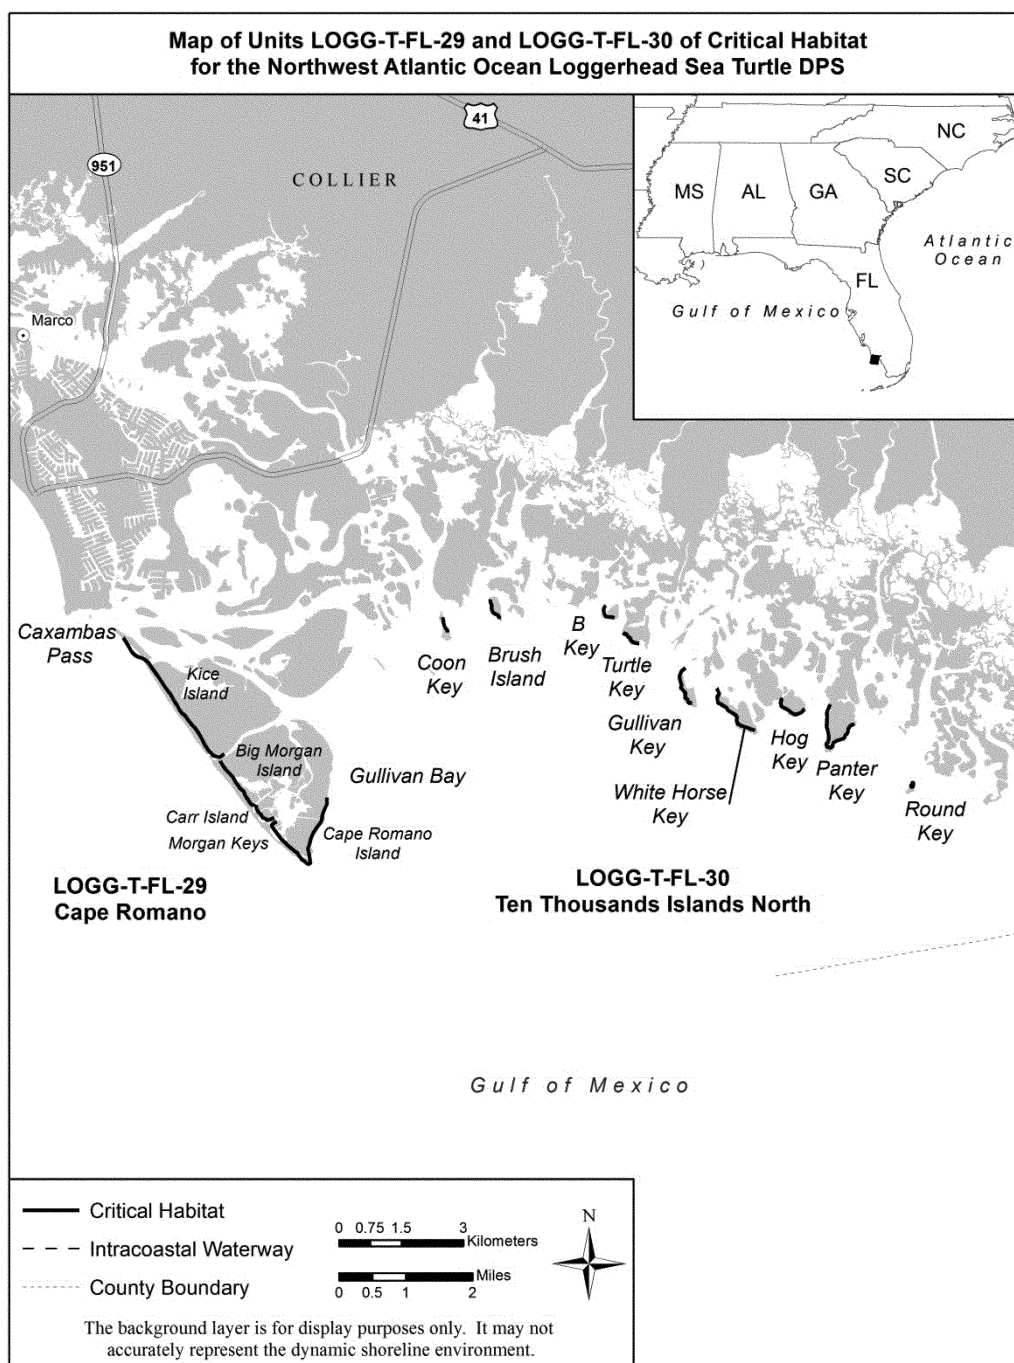 Map of Units LOGG-T-FL-29 and LOGG-T-FL-30 of Critical Habitat
for the Northwest Atlantic Ocean Loggerhead Sea Turtle DPS
41
951
COLLIER
Marco
NC
SC
MS
AL
GA
Atlantic
Ocean
FL
Gulf of Mexico
Caxambas
Pass
Kice
Island
Big Morgan
Island
Carr Island
Morgan Keys
Cape Romano
Island
Gullivan Bay
Coon
Key
Brush
Island
B
Key
Turtle
Key
Gullivan
Key
White Horse
Key
Hog
Key
Panter
Key
Round
Key
LOGG-T-FL-29
Cape Romano
LOGG-T-FL-30
Ten Thousands Islands North
Gulf of Mexico
Critical Habitat
Intracoastal Waterway
County Boundary
0 0.75 1.5 3
Kilometers
Miles
0 0.5 1 2
N
The background layer is for display purposes only. It may not
accurately represent the dynamic shoreline environment.